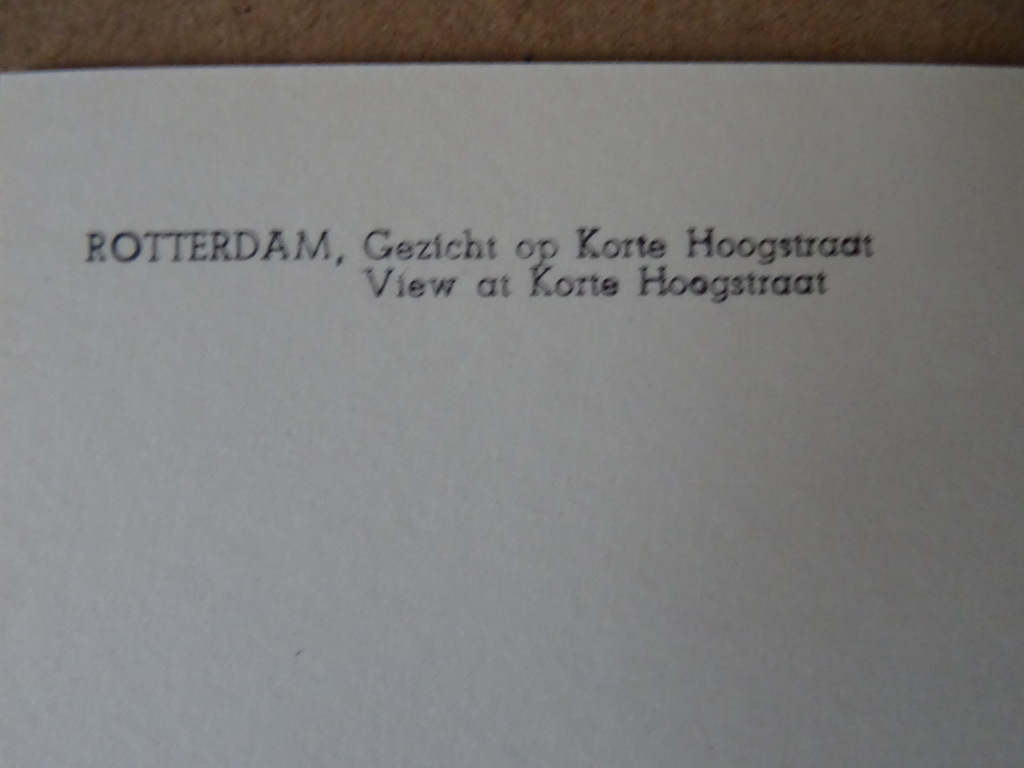 ROTTERDAM, Gezicht op Korte Hoogstraat
View at Korte Hoogstraat